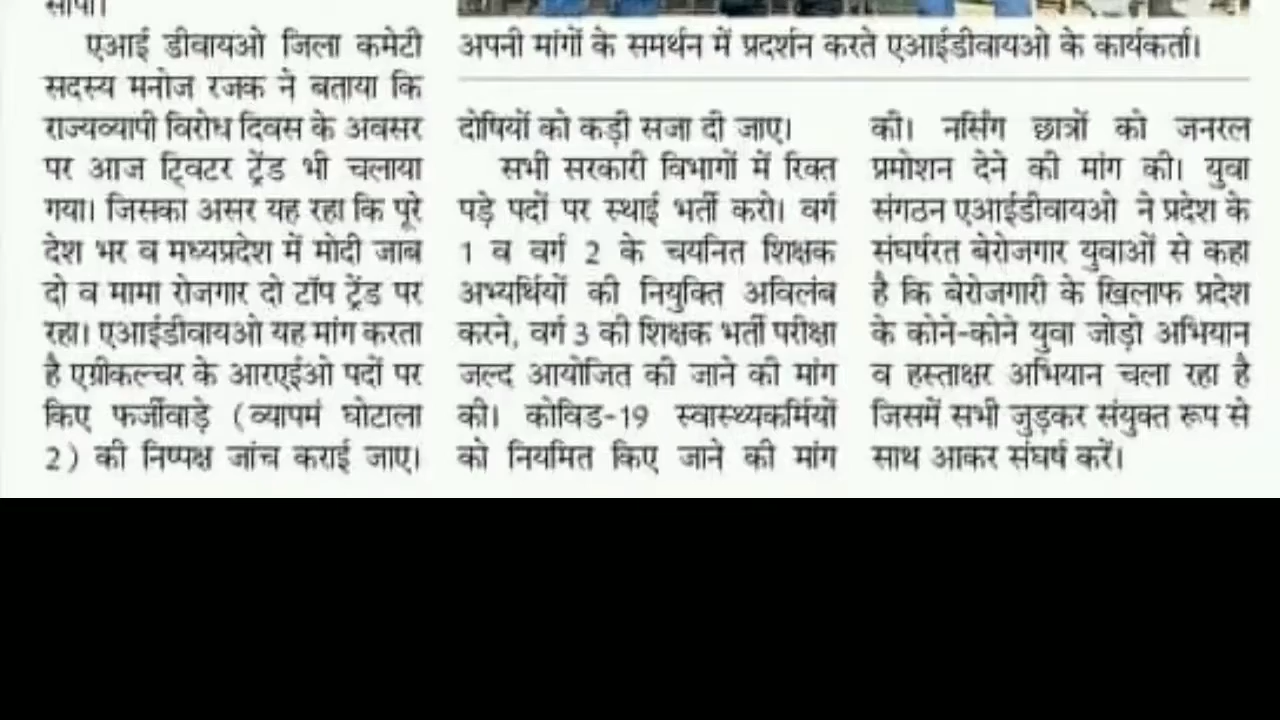 सौंपा।
एआई डीवायओ जिला कमेटी
सदस्य मनोज रजक ने बताया कि
राज्यव्यापी विरोध दिवस के अवसर
पर आज ट्विटर ट्रेंड भी चलाया
गया। जिसका असर यह रहा कि पूरे
देश भर व मध्यप्रदेश में मोदी जाब
दो व मामा रोजगार दो टॉप ट्रेंड पर
रहा। एआईडीवायओ यह मांग करता
है एग्रीकल्चर के आरएईओ पदों पर
किए फर्जीवाड़े (व्यापमं घोटाला
2) की निष्पक्ष जांच कराई जाए।
अपनी मांगों के समर्थन में प्रदर्शन करते एआईडीवायओ के कार्यकर्ता।
दोषियों को कड़ी सजा दी जाए।
सभी सरकारी विभागों में रिक्त
पड़े पदों पर स्थाई भर्ती करो। वर्ग
1 व वर्ग 2 के चयनित शिक्षक
अभ्यर्थियों की नियुक्ति अविलंब
करने, वर्ग 3 की शिक्षक भर्ती परीक्षा
जल्द आयोजित की जाने की मांग
की। कोविड-19 स्वास्थ्यकर्मियों
को नियमित किए जाने की मांग
की। नर्सिंग छात्रों को जनरल
प्रमोशन देने की मांग की। युवा
संगठन एआईडीवायओ ने प्रदेश के
संघर्षरत बेरोजगार युवाओं से कहा
है कि बेरोजगारी के खिलाफ प्रदेश
के कोने-कोने युवा जोड़ो अभियान
व हस्ताक्षर अभियान चला रहा है
जिसमें सभी जुड़कर संयुक्त रूप से
साथ आकर संघर्ष करें।